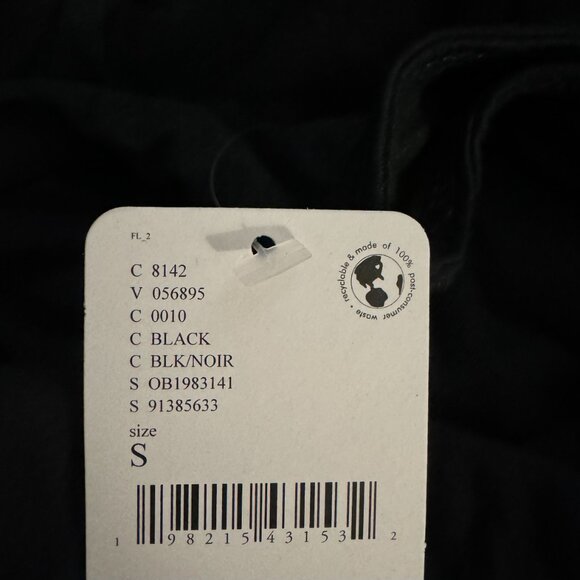 FL_2
recyclable & made of 100% post-consumer waste •
C 8142
V 056895
C 0010
C BLACK
C BLK/NOIR
S OB1983141
S 91385633
size
S
1 98215 43153 2